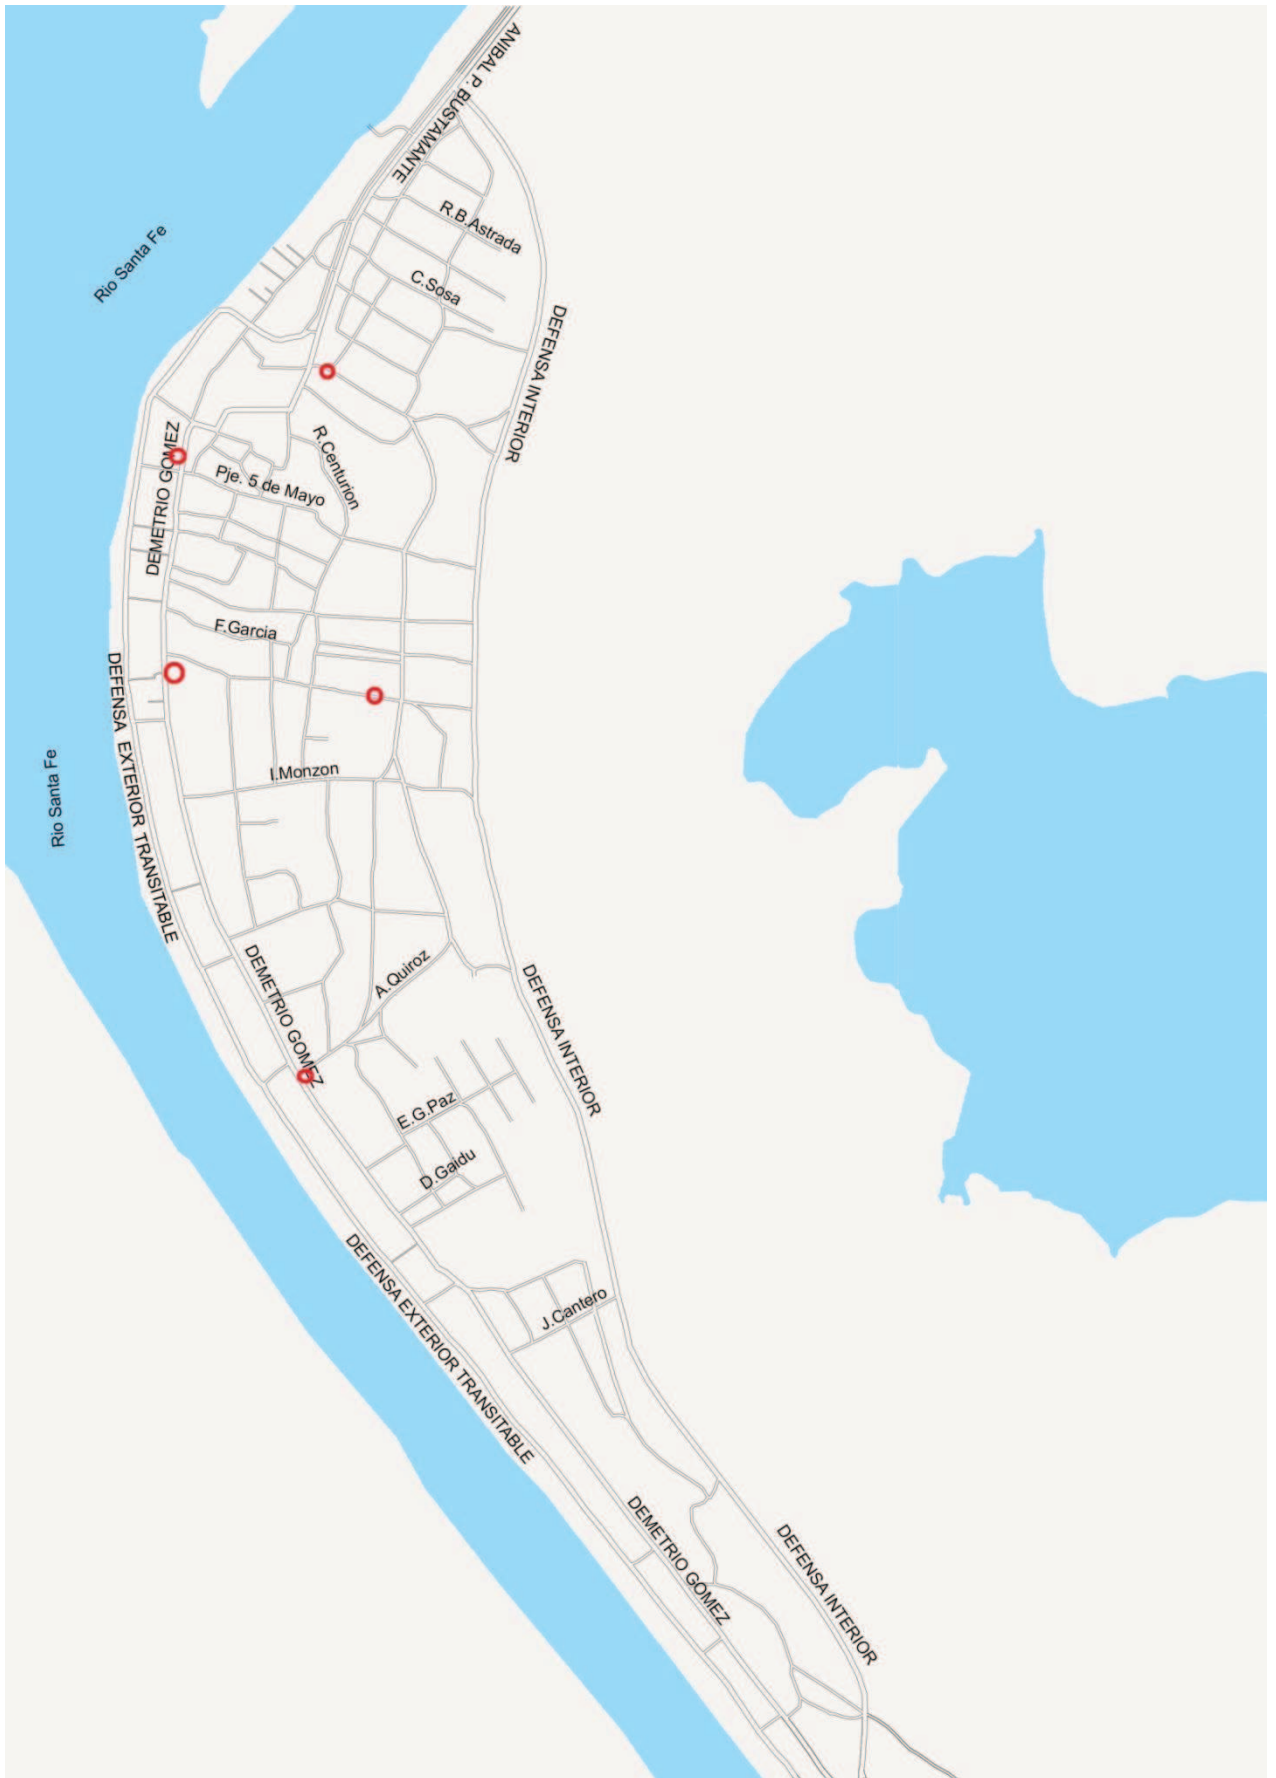 ANIBAL P. BUSTAMANTE
R.B.Astrada
Rio Santa Fe
C.Sosa
DEFENSA INTERIOR
DEMETRIO GOMEZ
R.Centurion
Pje. 5 de Mayo
F.Garcia
DEFENSA EXTERIOR TRANSITABLE
Rio Santa Fe
I.Monzon
DEMETRIO GOMEZ
A.Quiroz
DEFENSA INTERIOR
E.G.Paz
D.Gaidu
DEFENSA EXTERIOR TRANSITABLE
J.Cantero
DEMETRIO GOMEZ
DEFENSA INTERIOR